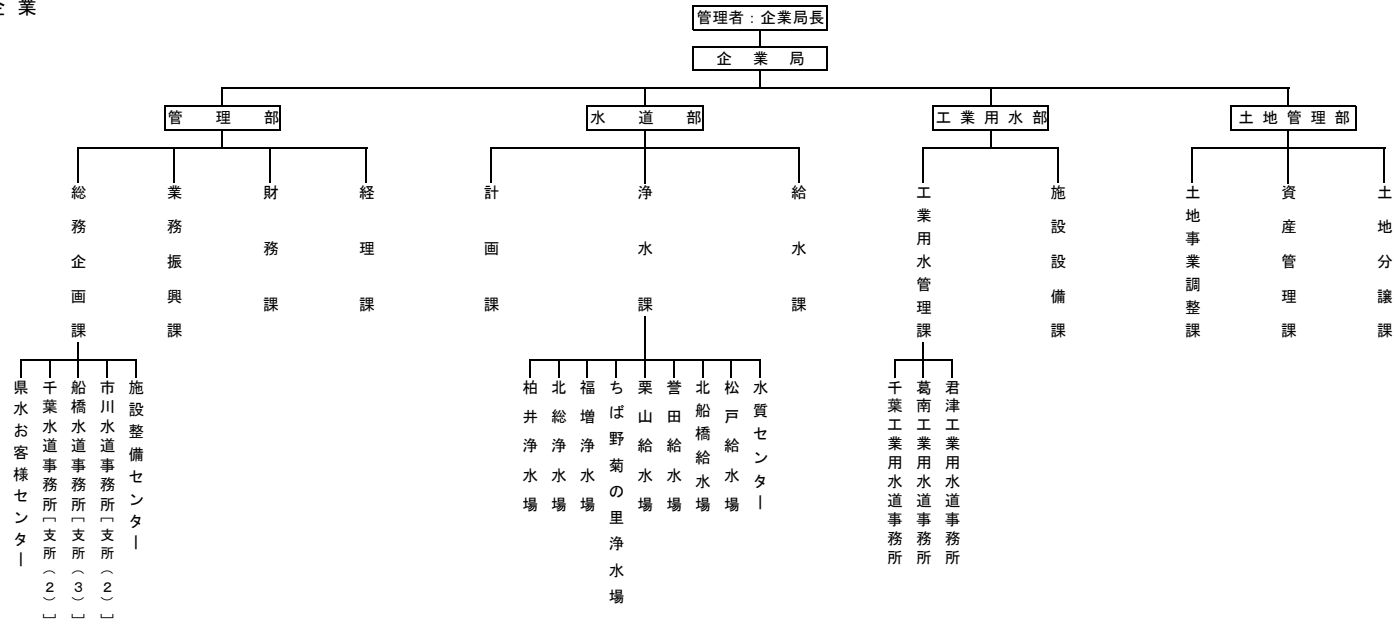 企 業
管理者：企業局長
企 業 局
管 理 部
水 道 部
工 業 用 水 部
土 地 管 理 部
総務企画課
業務振興課
財務課
経理課
計画課
浄水課
給水課
工業用水管理課
施設設備課
土地事業調整課
資産管理課
土地分譲課
県水お客様センター
千葉水道事務所［支所（２）］
船橋水道事務所［支所（３）］
市川水道事務所［支所（２）］
施設整備センター
柏井浄水場
北総浄水場
福増浄水場
ちば野菊の里浄水場
栗山給水場
誉田給水場
北船橋給水場
松戸給水場
水質センター
千葉工業用水道事務所
葛南工業用水道事務所
君津工業用水道事務所